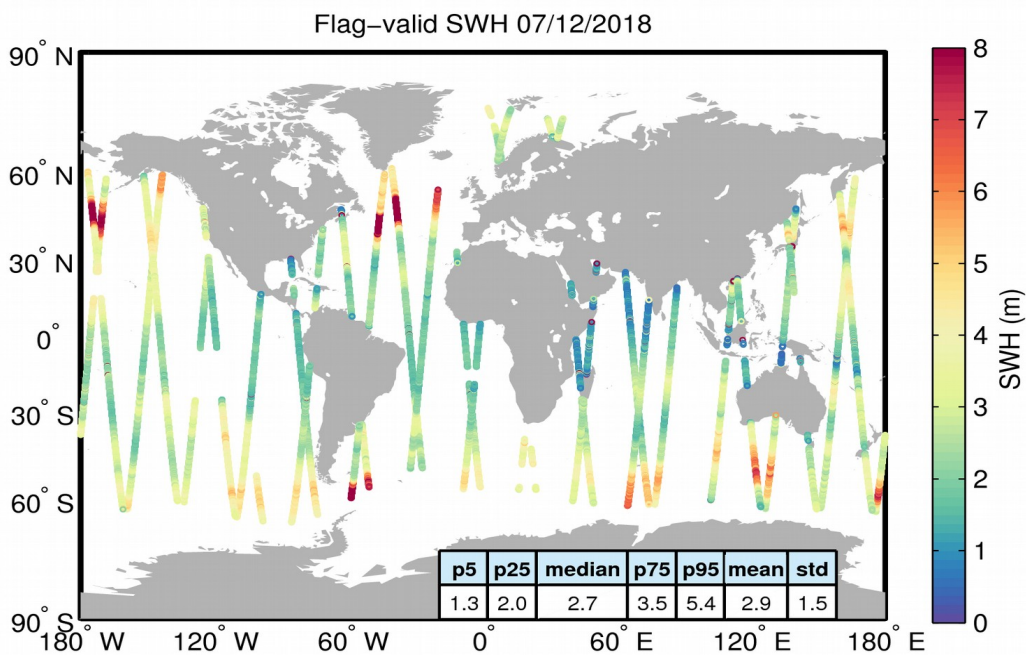 Flag−valid SWH 07/12/2018
90° N
60° N
30° N
0°
30° S
60° S
90° S
180° W
120° W
60° W
0°
60° E
120° E
180° E
p5 p25 median p75 p95 mean std
1.3 2.0 2.7 3.5 5.4 2.9 1.5
8
7
6
5
4
3
2
1
0
SWH (m)